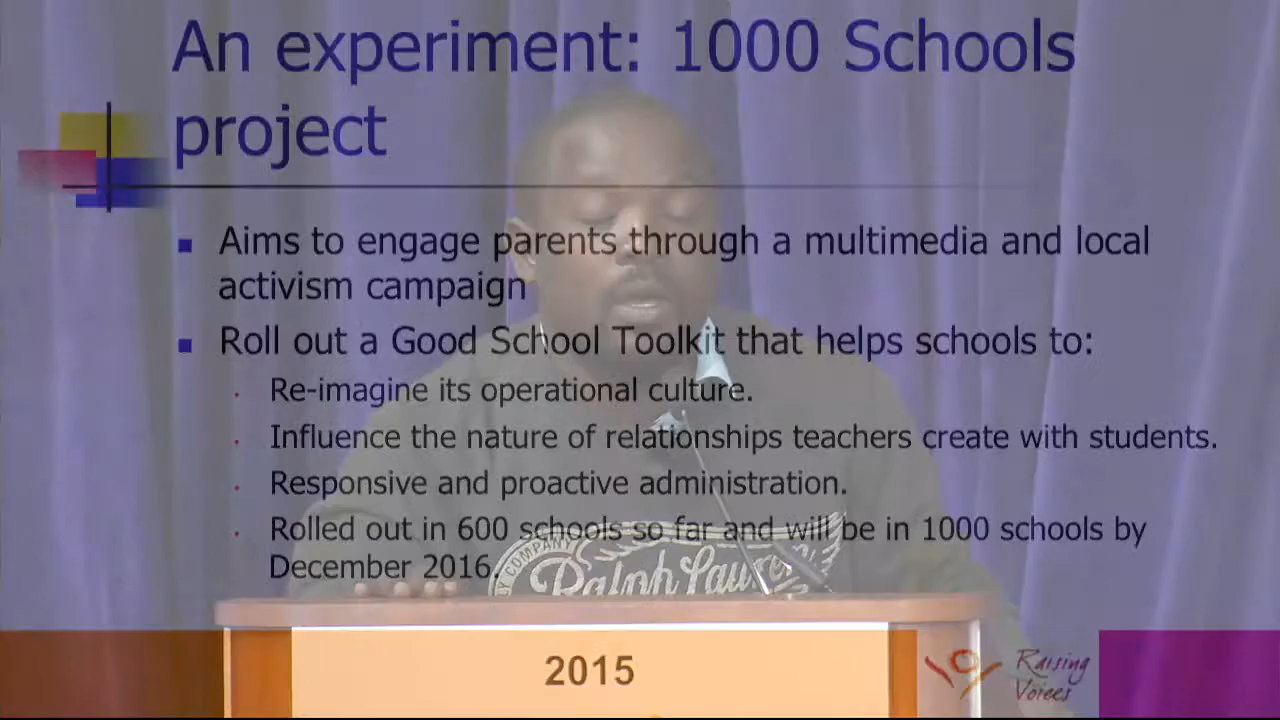 An experiment: 1000 Schools
project
Aims to engage parents through a multimedia and local
activism campaign
Roll out a Good School Toolkit that helps schools to:
Re-imagine its operational culture.
Influence the nature of relationships teachers create with students.
Responsive and proactive administration.
Rolled out in 600 schools so far and will be in 1000 schools by
December 2016.
COMPANY
Ralph Lauren
2015
Raising
Voices